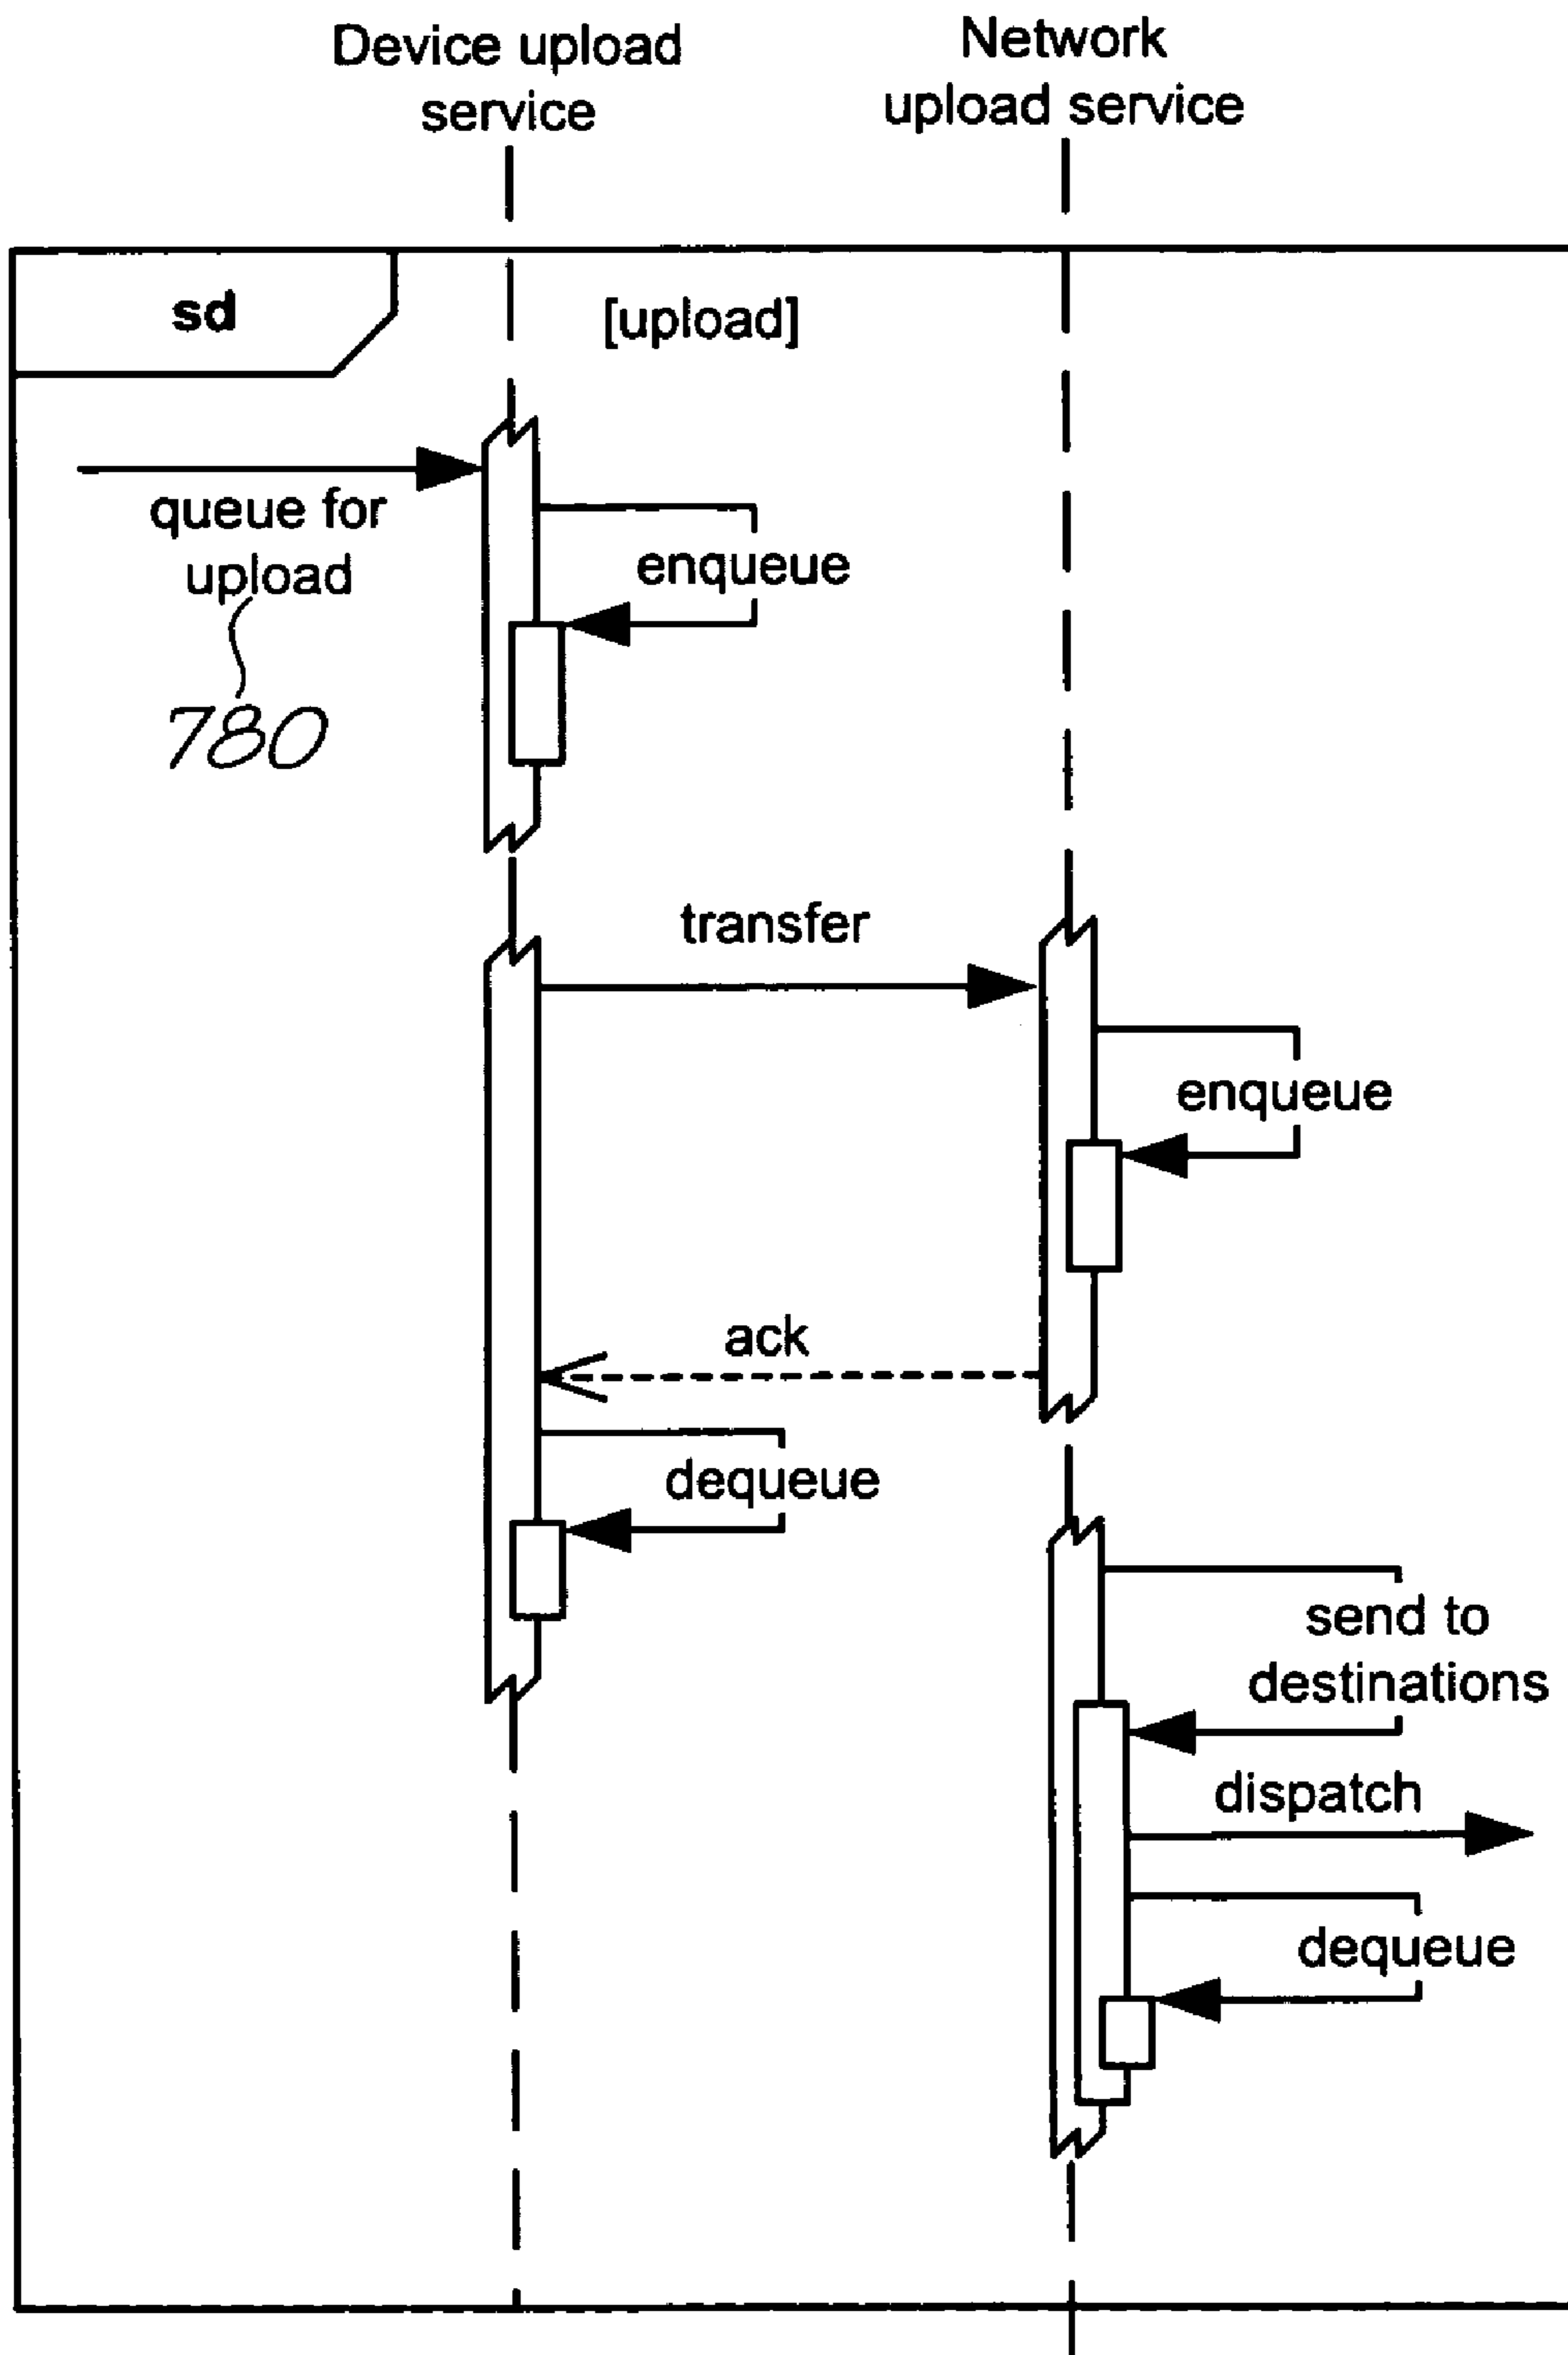 Device upload
service
Network
upload service
sd
[upload]
queue for
upload
780
enqueue
transfer
enqueue
ack
dequeue
send to
destinations
dispatch
dequeue